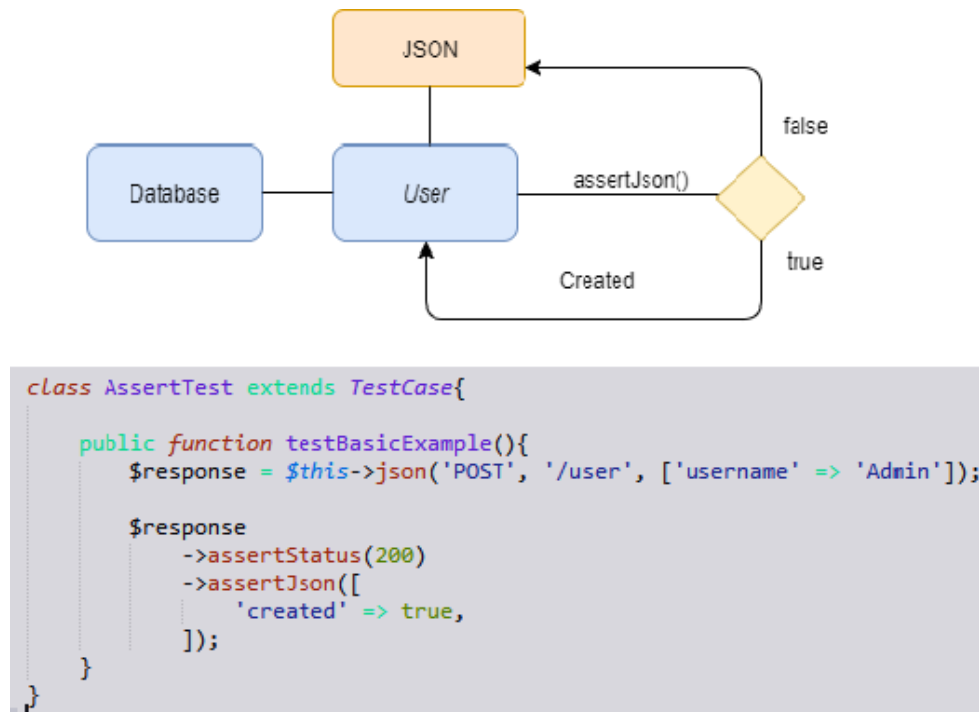 JSON
false
Database
User
assertJson()
true
Created
class AssertTest extends TestCase{
public function testBasicExample(){
$response = $this->json('POST', '/user', ['username' => 'Admin']);
$response
->assertStatus(200)
->assertJson([
'created' => true,
]);
}
}